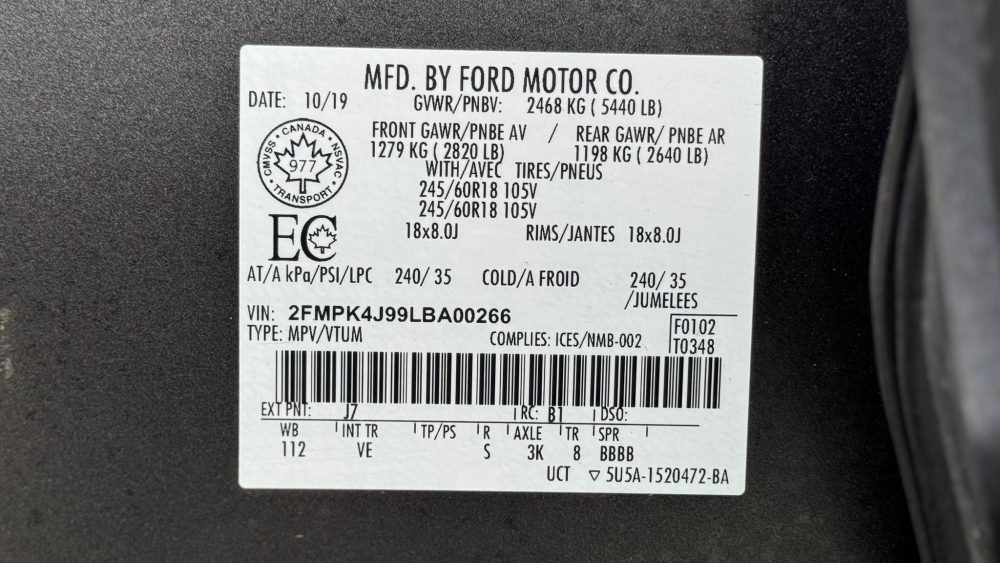 MFD. BY FORD MOTOR CO.
DATE: 10/19 GVWR/PNBV: 2468 KG ( 5440 LB)
FRONT GAWR/PNBE AV / REAR GAWR/ PNBE AR
1279 KG ( 2820 LB) 1198 KG ( 2640 LB)
WITH/AVEC TIRES/PNEUS
245/60R18 105V
245/60R18 105V
18x8.0J RIMS/JANTES 18x8.0J
CANADA
CMVSS 977 NSVAC
TRANSPORT
EC
AT/A kPa/PSI/LPC 240/ 35 COLD/A FROID 240/ 35
/JUMELEES
VIN: 2FMPK4J99LBA00266
TYPE: MPV/VTUM COMPLIES: ICES/NMB-002
F0102
T0348
EXT PNT: J7 RC: B1 DSO:
WB INT TR TP/PS R AXLE TR SPR
112 VE S 3K 8 BBBB
UCT ▽ 5U5A-1520472-BA